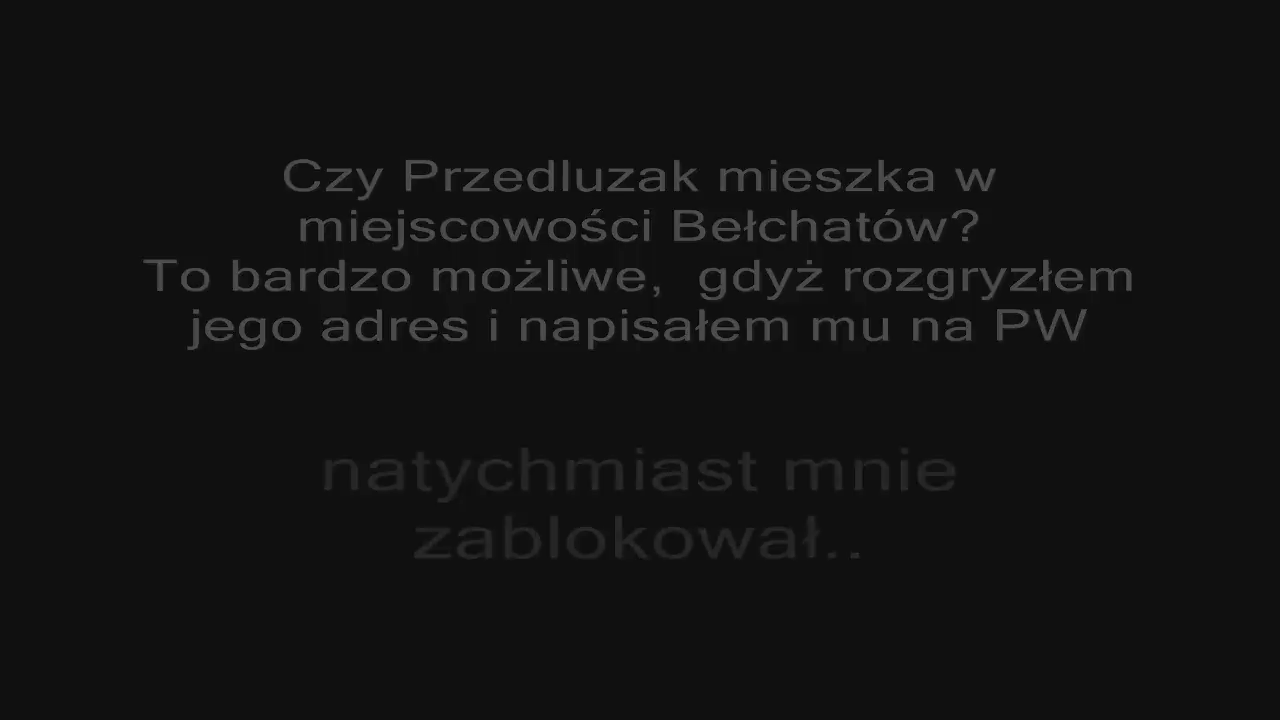 Czy Przedluzak mieszka w
miejscowości Bełchatów?
To bardzo możliwe,  gdyż rozgryzłem
jego adres i napisałem mu na PW
natychmiast mnie
zablokował..